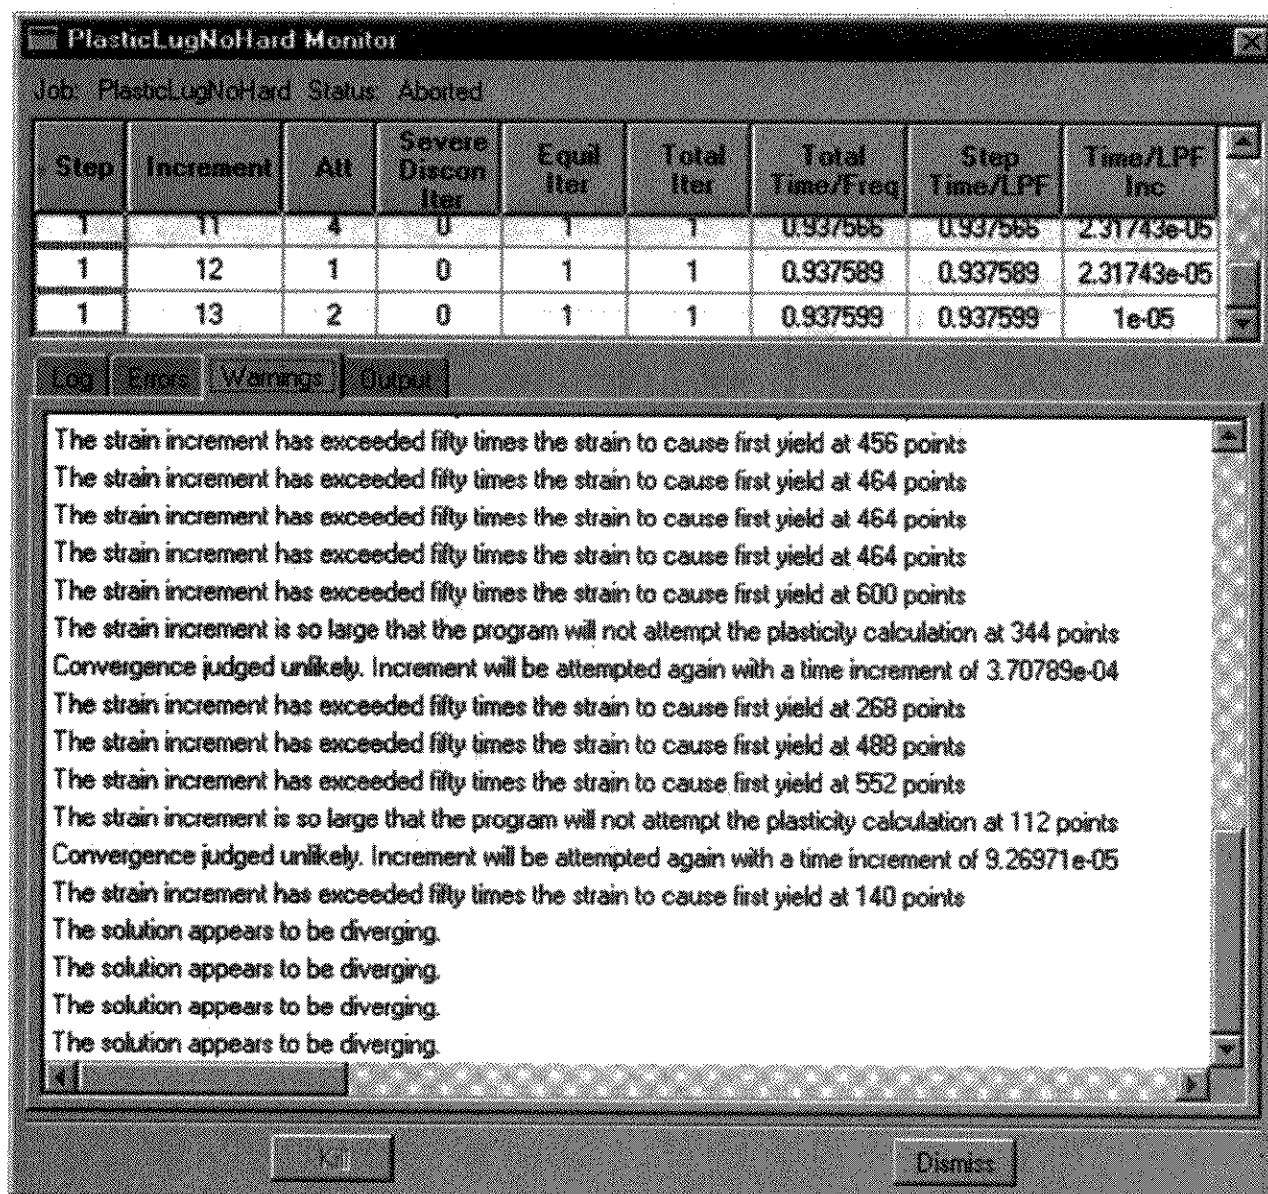 PlasticLugNoHard Monitor
Job: PlasticLugNoHard Status: Aborted
Step Increment Att Severe Discon Iter Equil Iter Total Iter Total Time/Freq Step Time/LPF Time/LPF Inc
1 11 4 0 1 1 0.937566 0.937566 2.31743e-05
1 12 1 0 1 1 0.937589 0.937589 2.31743e-05
1 13 2 0 1 1 0.937599 0.937599 1e-05
Log Errors Warnings Output
The strain increment has exceeded fifty times the strain to cause first yield at 456 points
The strain increment has exceeded fifty times the strain to cause first yield at 464 points
The strain increment has exceeded fifty times the strain to cause first yield at 464 points
The strain increment has exceeded fifty times the strain to cause first yield at 464 points
The strain increment has exceeded fifty times the strain to cause first yield at 600 points
The strain increment is so large that the program will not attempt the plasticity calculation at 344 points
Convergence judged unlikely. Increment will be attempted again with a time increment of 3.70789e-04
The strain increment has exceeded fifty times the strain to cause first yield at 268 points
The strain increment has exceeded fifty times the strain to cause first yield at 488 points
The strain increment has exceeded fifty times the strain to cause first yield at 552 points
The strain increment is so large that the program will not attempt the plasticity calculation at 112 points
Convergence judged unlikely. Increment will be attempted again with a time increment of 9.26971e-05
The strain increment has exceeded fifty times the strain to cause first yield at 140 points
The solution appears to be diverging.
The solution appears to be diverging.
The solution appears to be diverging.
The solution appears to be diverging.
Kill Dismiss